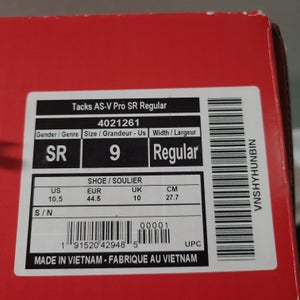 Tacks AS-V Pro SR Regular
4021261
Gender / Genre Size / Grandeur - Us Width / Largeur
SR 9 Regular
SHOE / SOULIER
US EUR UK CM
10.5 44.5 10 27.7
S / N
00001
1 91520 42948 5 UPC
MADE IN VIETNAM - FABRIQUE AU VIETNAM
VNSHYHUNBIN